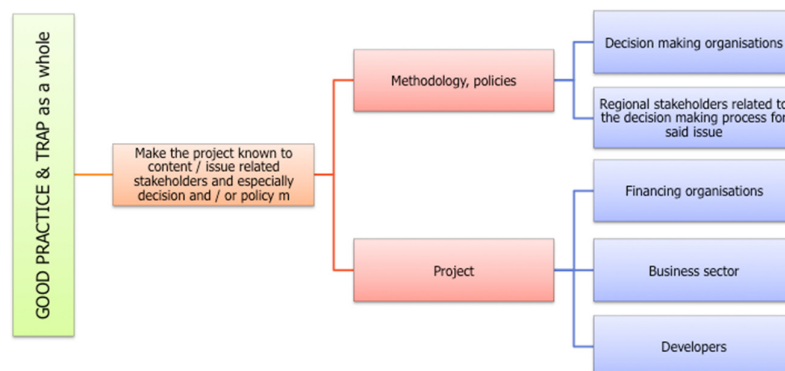 GOOD PRACTICE & TRAP as a whole
Make the project known to
content / issue related
stakeholders and especially
decision and / or policy m
Methodology, policies
Decision making organisations
Regional stakeholders related to
the decision making process for
said issue
Project
Financing organisations
Business sector
Developers